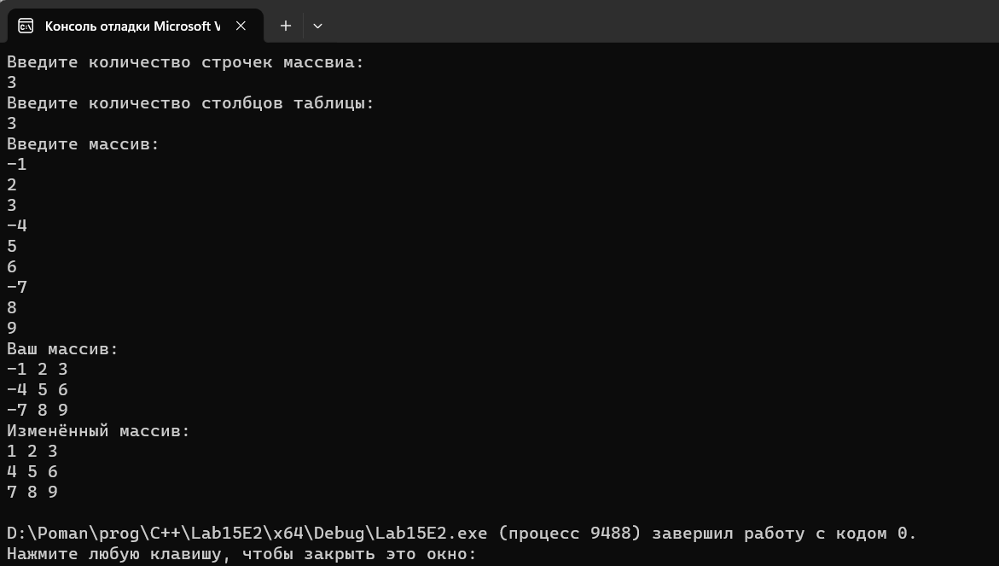 Консоль отладки Microsoft V
Введите количество строчек массвиа:
3
Введите количество столбцов таблицы:
3
Введите массив:
-1
2
3
-4
5
6
-7
8
9
Ваш массив:
-1 2 3
-4 5 6
-7 8 9
Изменённый массив:
1 2 3
4 5 6
7 8 9
D:\Poman\prog\C++\Lab15E2\x64\Debug\Lab15E2.exe (процесс 9488) завершил работу с кодом 0.
Нажмите любую клавишу, чтобы закрыть это окно: